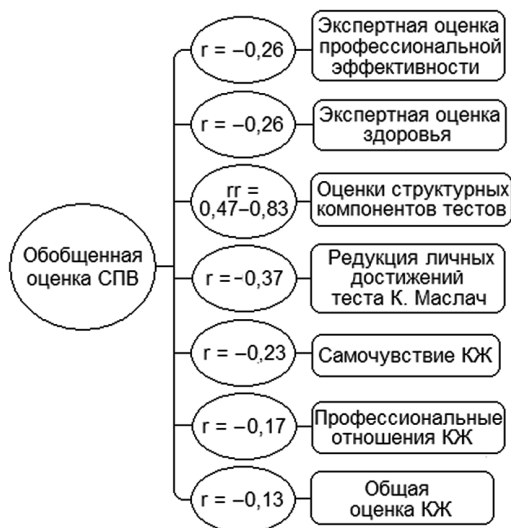 Обобщенная
оценка СПВ
r = –0,26
Экспертная оценка
профессиональной
эффективности
r = –0,26
Экспертная оценка
здоровья
rr =
0,47–0,83
Оценки структурных
компонентов тестов
r = –0,37
Редукция личных
достижений
теста К. Маслач
r = –0,23
Самочувствие КЖ
r = –0,17
Профессиональные
отношения КЖ
r = –0,13
Общая
оценка КЖ